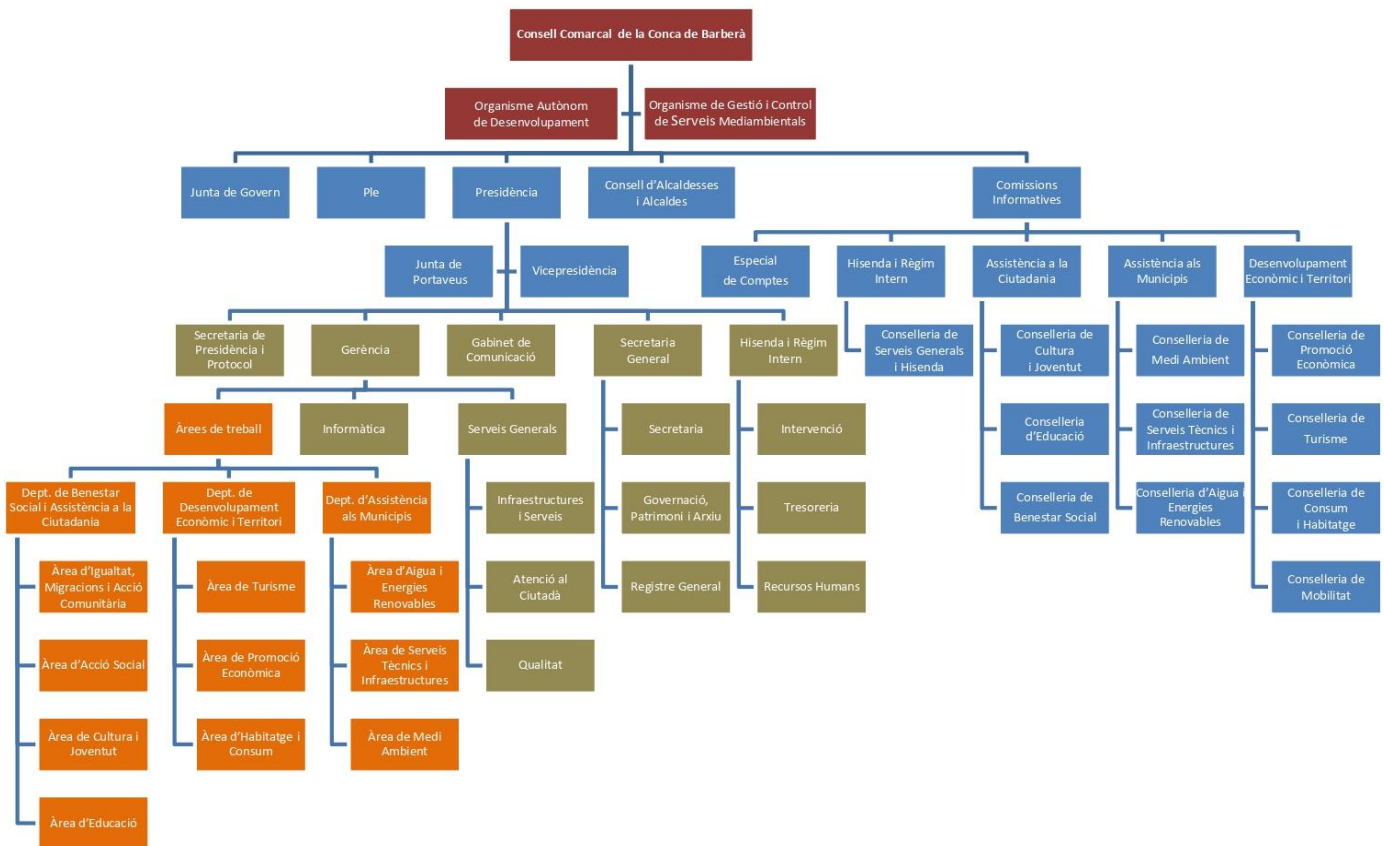 Consell Comarcal de la Conca de Barberà
Organisme Autònom
de Desenvolupament
Organisme de Gestió i Control
de Serveis Mediambientals
Junta de Govern
Ple
Presidència
Consell d'Alcaldesses
i Alcaldes
Comissions
Informatives
Junta de
Portaveus
Vicepresidència
Especial
de Comptes
Hisenda i Règim
Intern
Assistència a la
Ciutadania
Assistència als
Municipis
Desenvolupament
Econòmic i Territori
Secretaria de
Presidència i
Protocol
Gerència
Gabinet de
Comunicació
Secretaria
General
Hisenda i Règim
Intern
Conselleria de
Serveis Generals
i Hisenda
Conselleria de
Cultura
i Joventut
Conselleria de
Medi Ambient
Conselleria de
Promoció
Econòmica
Àrees de treball
Informàtica
Serveis Generals
Secretaria
Intervenció
Conselleria
d'Educació
Conselleria de
Serveis Tècnics i
Infraestructures
Conselleria de
Turisme
Dept. de Benestar
Social i Assistència a la
Ciutadania
Dept. de
Desenvolupament
Econòmic i Territori
Dept. d'Assistència
als Municipis
Infraestructures
i Serveis
Governació,
Patrimoni i Arxiu
Tresoreria
Conselleria de
Benestar Social
Conselleria d'Aigua i
Energies
Renovables
Conselleria de
Consum
i Habitatge
Àrea d'Igualtat,
Migracions i Acció
Comunitària
Àrea de Turisme
Àrea d'Aigua i
Energies
Renovables
Atenció al
Ciutadà
Registre General
Recursos Humans
Conselleria de
Mobilitat
Àrea d'Acció Social
Àrea de Promoció
Econòmica
Àrea de Serveis
Tècnics i
Infraestructures
Qualitat
Àrea de Cultura i
Joventut
Àrea d'Habitatge i
Consum
Àrea de Medi
Ambient
Àrea d'Educació